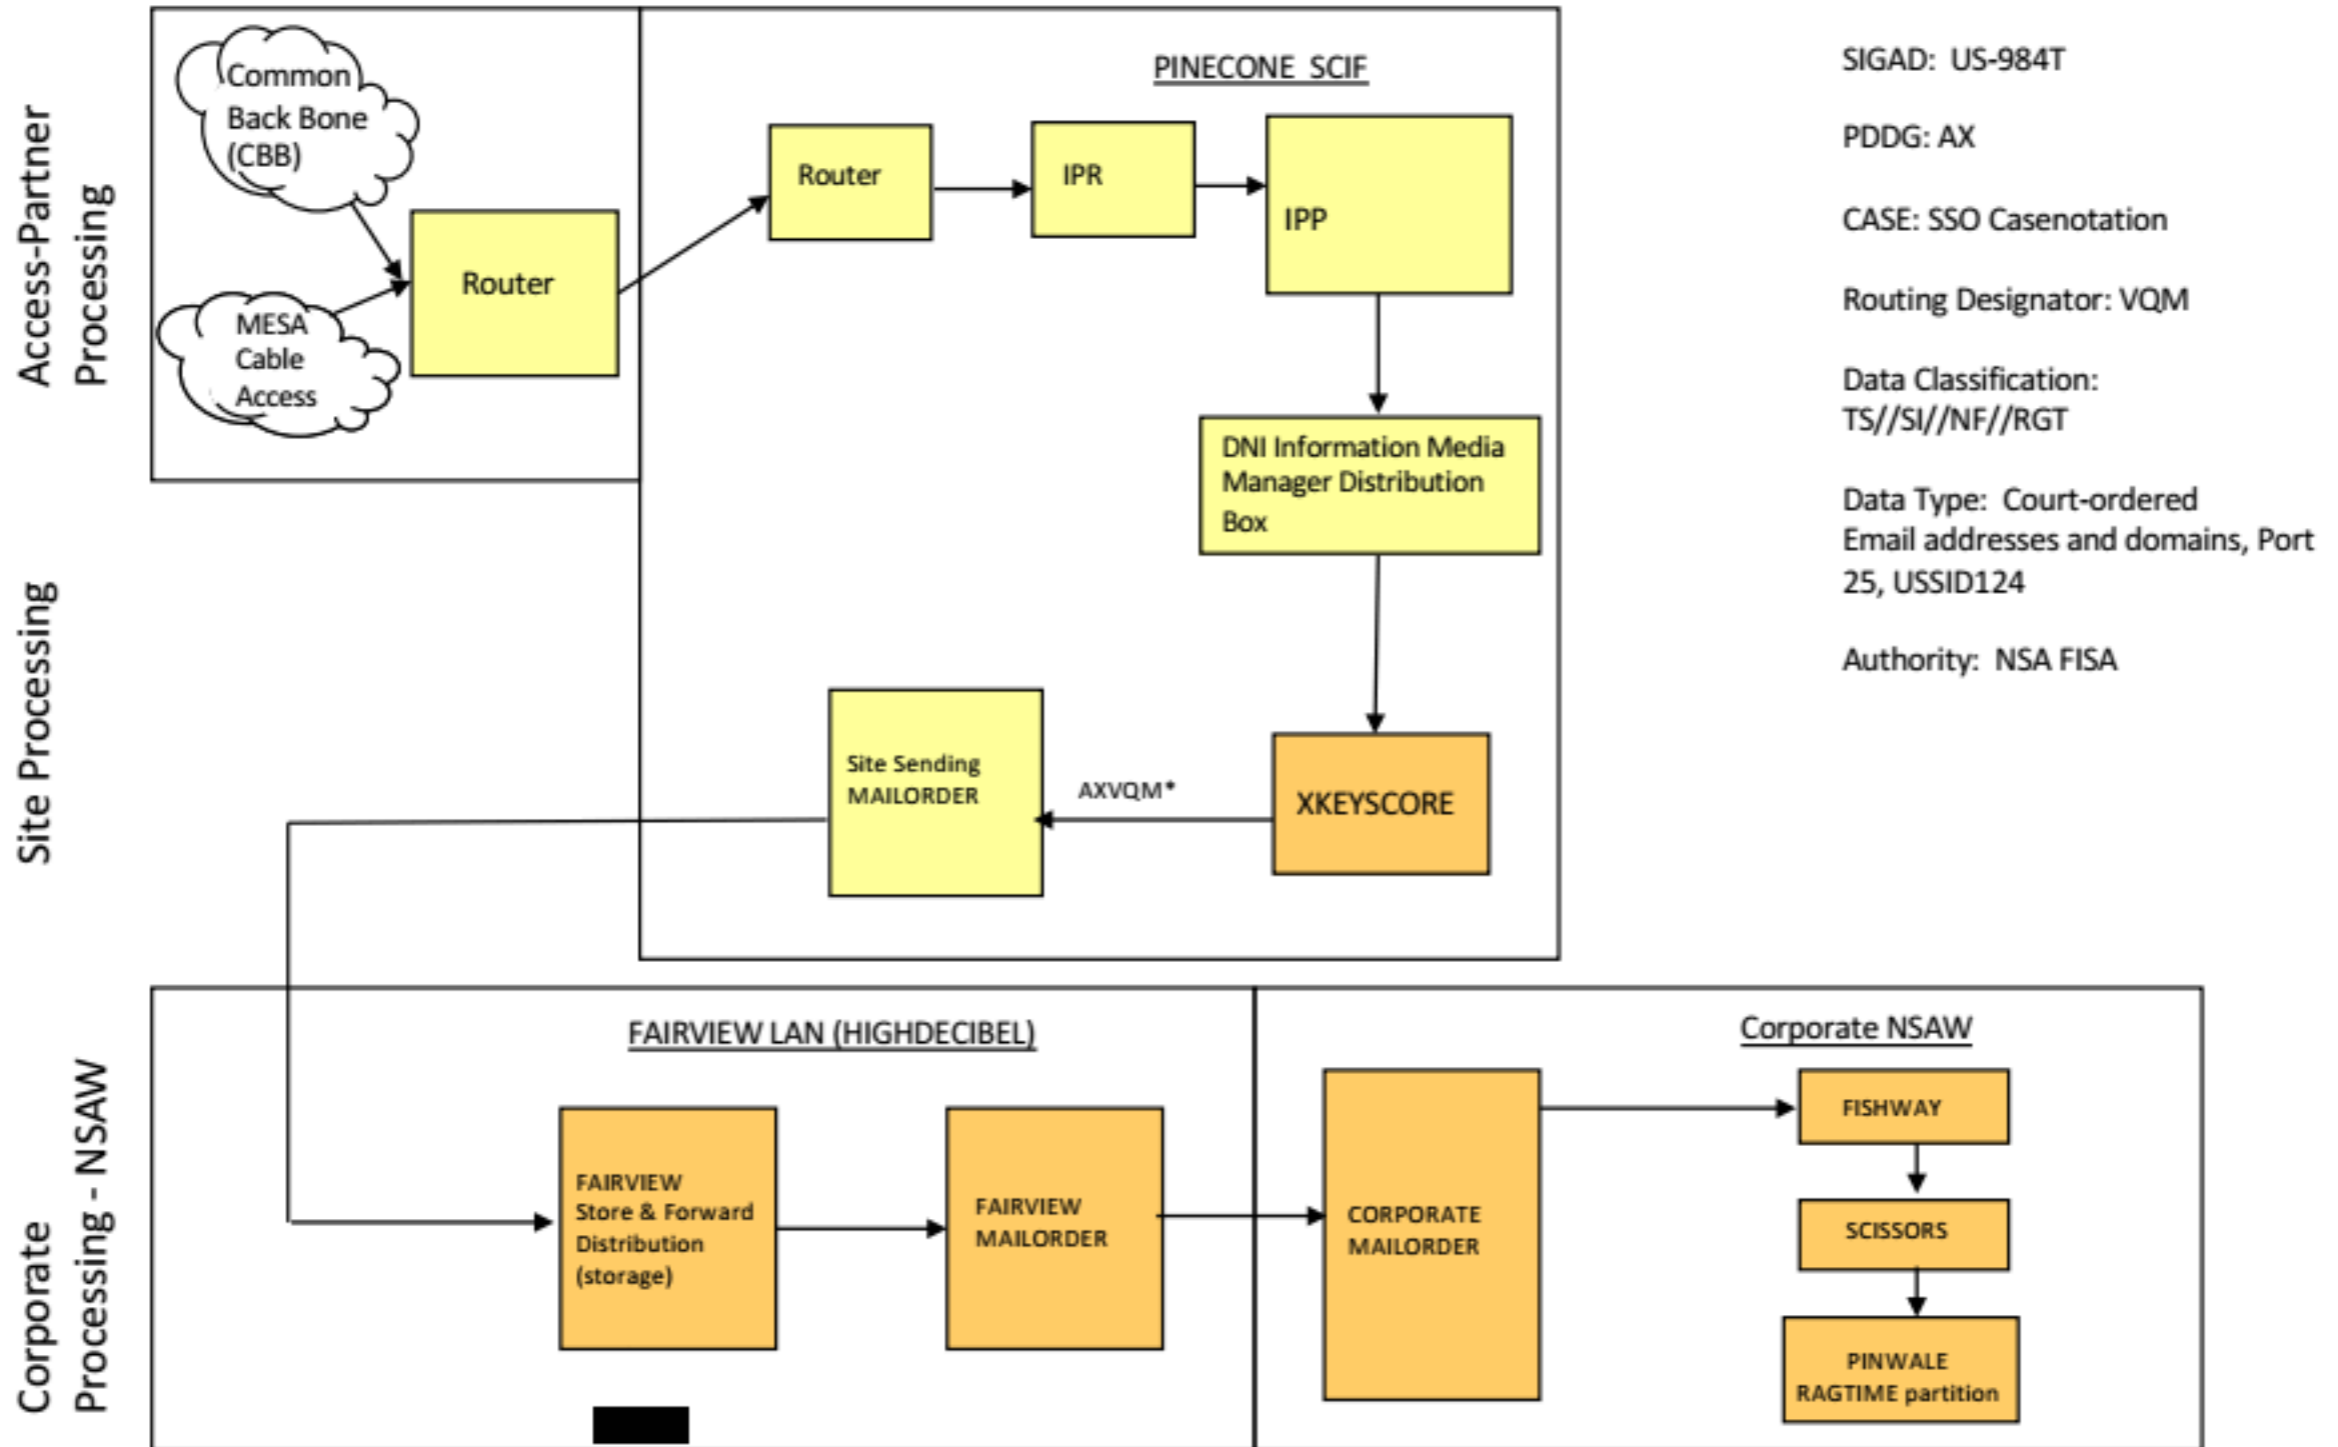 Access-Partner
Processing
Common
Back Bone
(CBB)
MESA
Cable
Access
Router
PINECONE SCIF
Router
IPR
IPP
DNI Information Media
Manager Distribution
Box
Site Processing
Site Sending
MAILORDER
AXVQM*
XKEYSCORE
SIGAD: US-984T
PDDG: AX
CASE: SSO Casenotation
Routing Designator: VQM
Data Classification:
TS//SI//NF//RGT
Data Type: Court-ordered
Email addresses and domains, Port
25, USSID124
Authority: NSA FISA
Corporate
Processing - NSAW
FAIRVIEW LAN (HIGHDECIBEL)
FAIRVIEW
Store & Forward
Distribution
(storage)
FAIRVIEW
MAILORDER
Corporate NSAW
CORPORATE
MAILORDER
FISHWAY
SCISSORS
PINWALE
RAGTIME partition